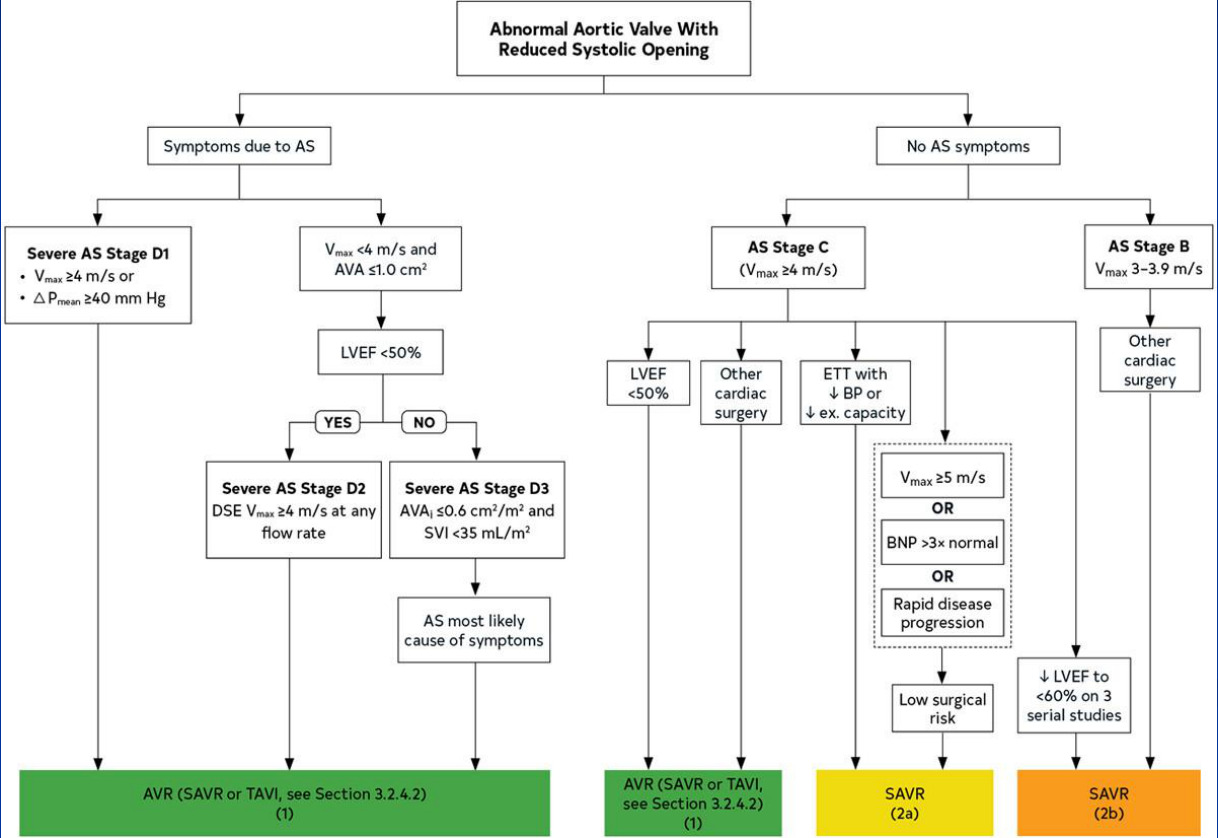 Abnormal Aortic Valve With
Reduced Systolic Opening
Symptoms due to AS
No AS symptoms
Severe AS Stage D1
• Vmax ≥4 m/s or
• △ Pmean ≥40 mm Hg
Vmax <4 m/s and
AVA ≤1.0 cm²
LVEF <50%
YES
NO
Severe AS Stage D2
DSE Vmax ≥4 m/s at any
flow rate
Severe AS Stage D3
AVAi ≤0.6 cm²/m² and
SVI <35 mL/m²
AS most likely
cause of symptoms
AVR (SAVR or TAVI, see Section 3.2.4.2)
(1)
AS Stage C
(Vmax ≥4 m/s)
AS Stage B
Vmax 3–3.9 m/s
LVEF
<50%
Other
cardiac
surgery
ETT with
↓ BP or
↓ ex. capacity
Vmax ≥5 m/s
OR
BNP >3× normal
OR
Rapid disease
progression
Low surgical
risk
↓ LVEF to
<60% on 3
serial studies
Other
cardiac
surgery
AVR (SAVR or TAVI,
see Section 3.2.4.2)
(1)
SAVR
(2a)
SAVR
(2b)